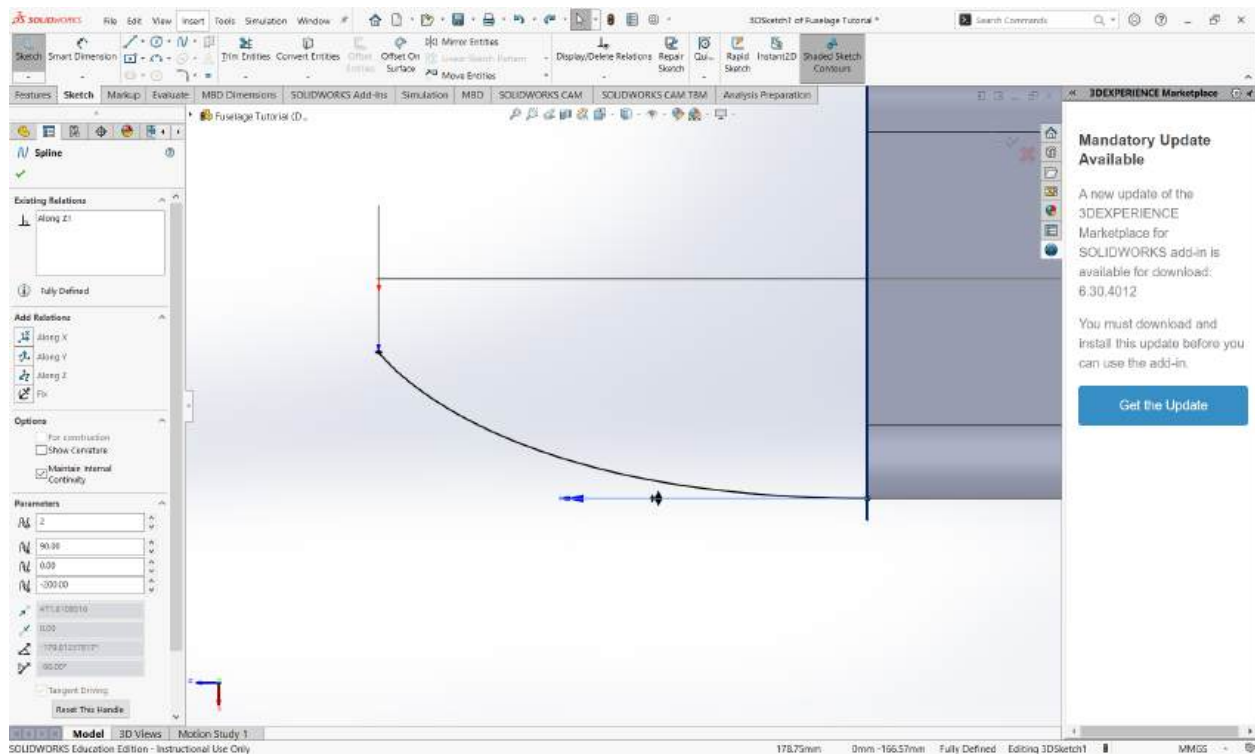 SOLIDWORKS File Edit View Insert Tools Simulation Window 3DSketch1 of Fuselage Tutorial * Search Commands
Sketch Smart Dimension Trim Entities Convert Entities Offset Entities Offset On Surface Mirror Entities Linear Sketch Pattern Move Entities Display/Delete Relations Repair Sketch Qui... Rapid Sketch Instant2D Shaded Sketch Contours
Features Sketch Markup Evaluate MBD Dimensions SOLIDWORKS Add-Ins Simulation MBD SOLIDWORKS CAM SOLIDWORKS CAM TBM Analysis Preparation
3DEXPERIENCE Marketplace
Fuselage Tutorial (D...
Spline
Existing Relations
Along Z1
Fully Defined
Add Relations
Along X
Along Y
Along Z
Fix
Options
For construction
Show Curvature
Maintain Internal
Continuity
Parameters
2
90.00
0.00
-200.00
0.00
Tangent Driving
Reset This Handle
Mandatory Update
Available
A new update of the
3DEXPERIENCE
Marketplace for
SOLIDWORKS add-in is
available for download:
6.30.4012
You must download and
install this update before you
can use the add-in.
Get the Update
Model 3D Views Motion Study 1
SOLIDWORKS Education Edition - Instructional Use Only 178.75mm 0mm -166.57mm Fully Defined Editing 3DSketch1 MMGS